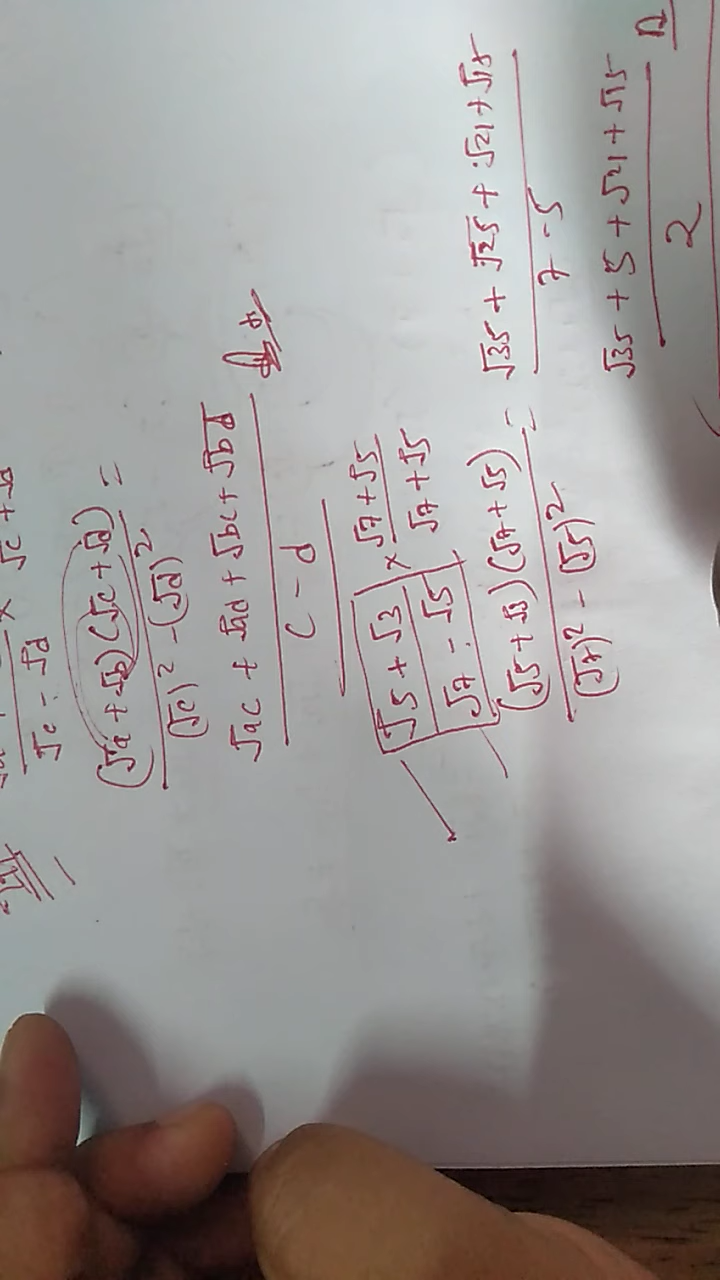 √c - √d × √c + √d
(√a + √b)(√c + √d) =
(√c)² - (√d)²
√ac + √ad + √bc + √bd
c - d
√5 + √3 × √7 + √5
√7 - √5 √7 + √5
(√5 + √3)(√7 + √5) = √35 + √25 + √21 + √15
(√7)² - (√5)² 7 - 5
√35 + 5 + √21 + √15
2